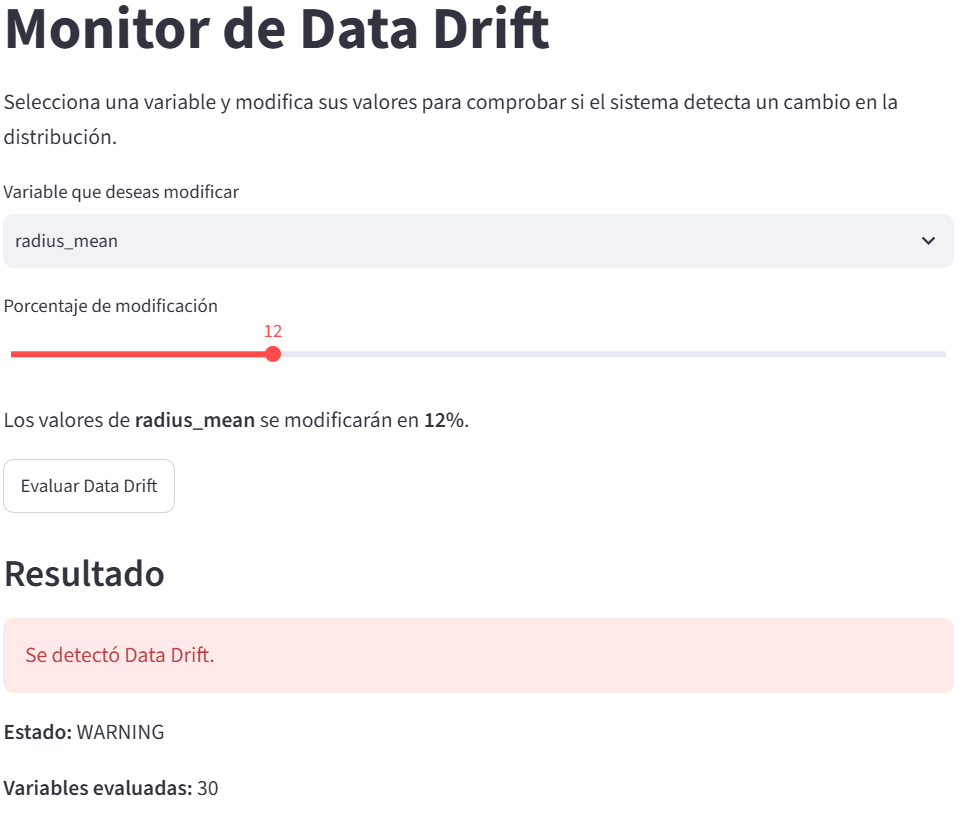 Monitor de Data Drift
Selecciona una variable y modifica sus valores para comprobar si el sistema detecta un cambio en la
distribución.
Variable que deseas modificar
radius_mean
Porcentaje de modificación
12
Los valores de radius_mean se modificarán en 12%.
Evaluar Data Drift
Resultado
Se detectó Data Drift.
Estado: WARNING
Variables evaluadas: 30